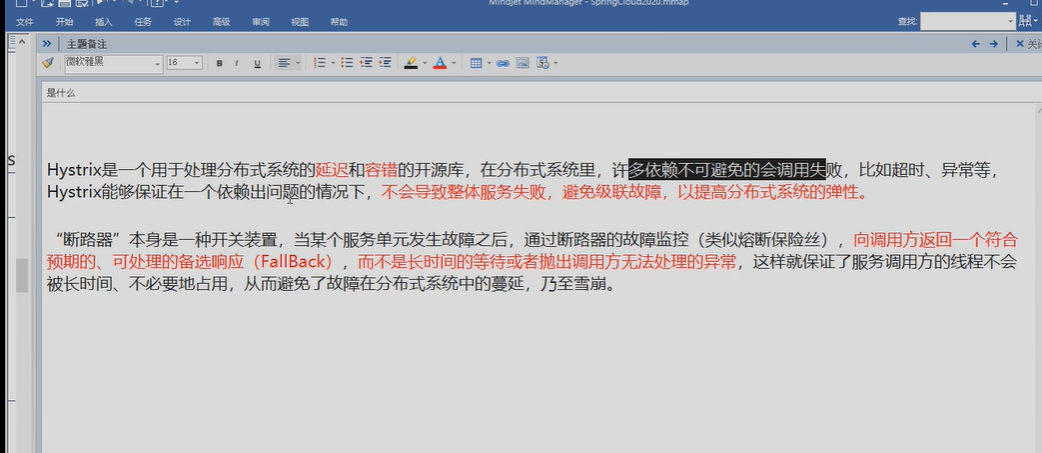 Mindjet MindManager - SpringCloud2020.mmap
文件 开始 插入 任务 设计 高级 审阅 视图 帮助 查找:
主题备注 关闭
微软雅黑 16 B I U A
是什么
S
Hystrix是一个用于处理分布式系统的延迟和容错的开源库，在分布式系统里，许多依赖不可避免的会调用失败，比如超时、异常等，
Hystrix能够保证在一个依赖出问题的情况下，不会导致整体服务失败，避免级联故障，以提高分布式系统的弹性。
“断路器”本身是一种开关装置，当某个服务单元发生故障之后，通过断路器的故障监控（类似熔断保险丝），向调用方返回一个符合
预期的、可处理的备选响应（FallBack），而不是长时间的等待或者抛出调用方无法处理的异常，这样就保证了服务调用方的线程不会
被长时间、不必要地占用，从而避免了故障在分布式系统中的蔓延，乃至雪崩。